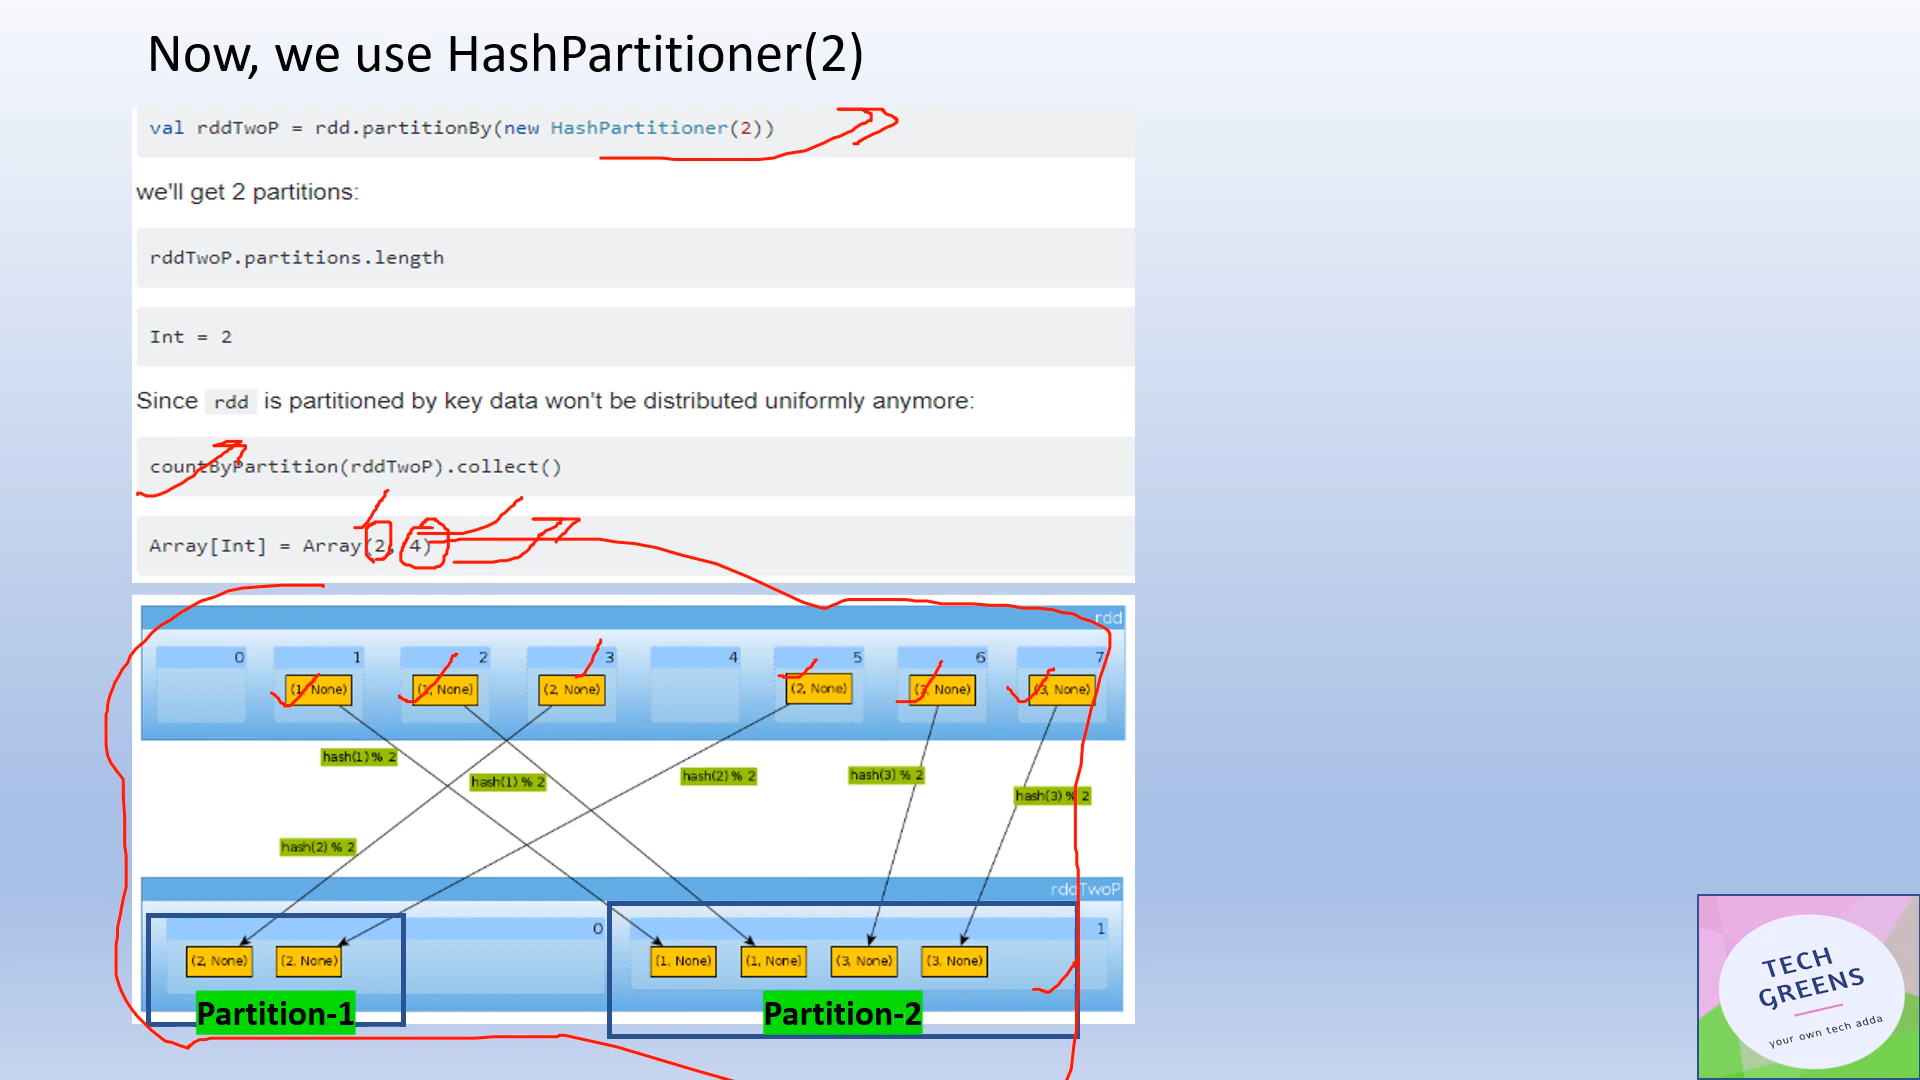 Now, we use HashPartitioner(2)
val rddTwoP = rdd.partitionBy(new HashPartitioner(2))
we'll get 2 partitions:
rddTwoP.partitions.length
Int = 2
Since rdd is partitioned by key data won't be distributed uniformly anymore:
countByPartition(rddTwoP).collect()
Array[Int] = Array(2, 4)
rdd
0 1 2 3 4 5 6 7
(1, None) (1, None) (2, None) (2, None) (3, None) (3, None)
hash(1) % 2 hash(1) % 2 hash(2) % 2 hash(3) % 2 hash(3) % 2
hash(2) % 2
rddTwoP
0 1
(2, None) (2, None) (1, None) (1, None) (3, None) (3, None)
Partition-1 Partition-2
TECH
GREENS
your own tech adda